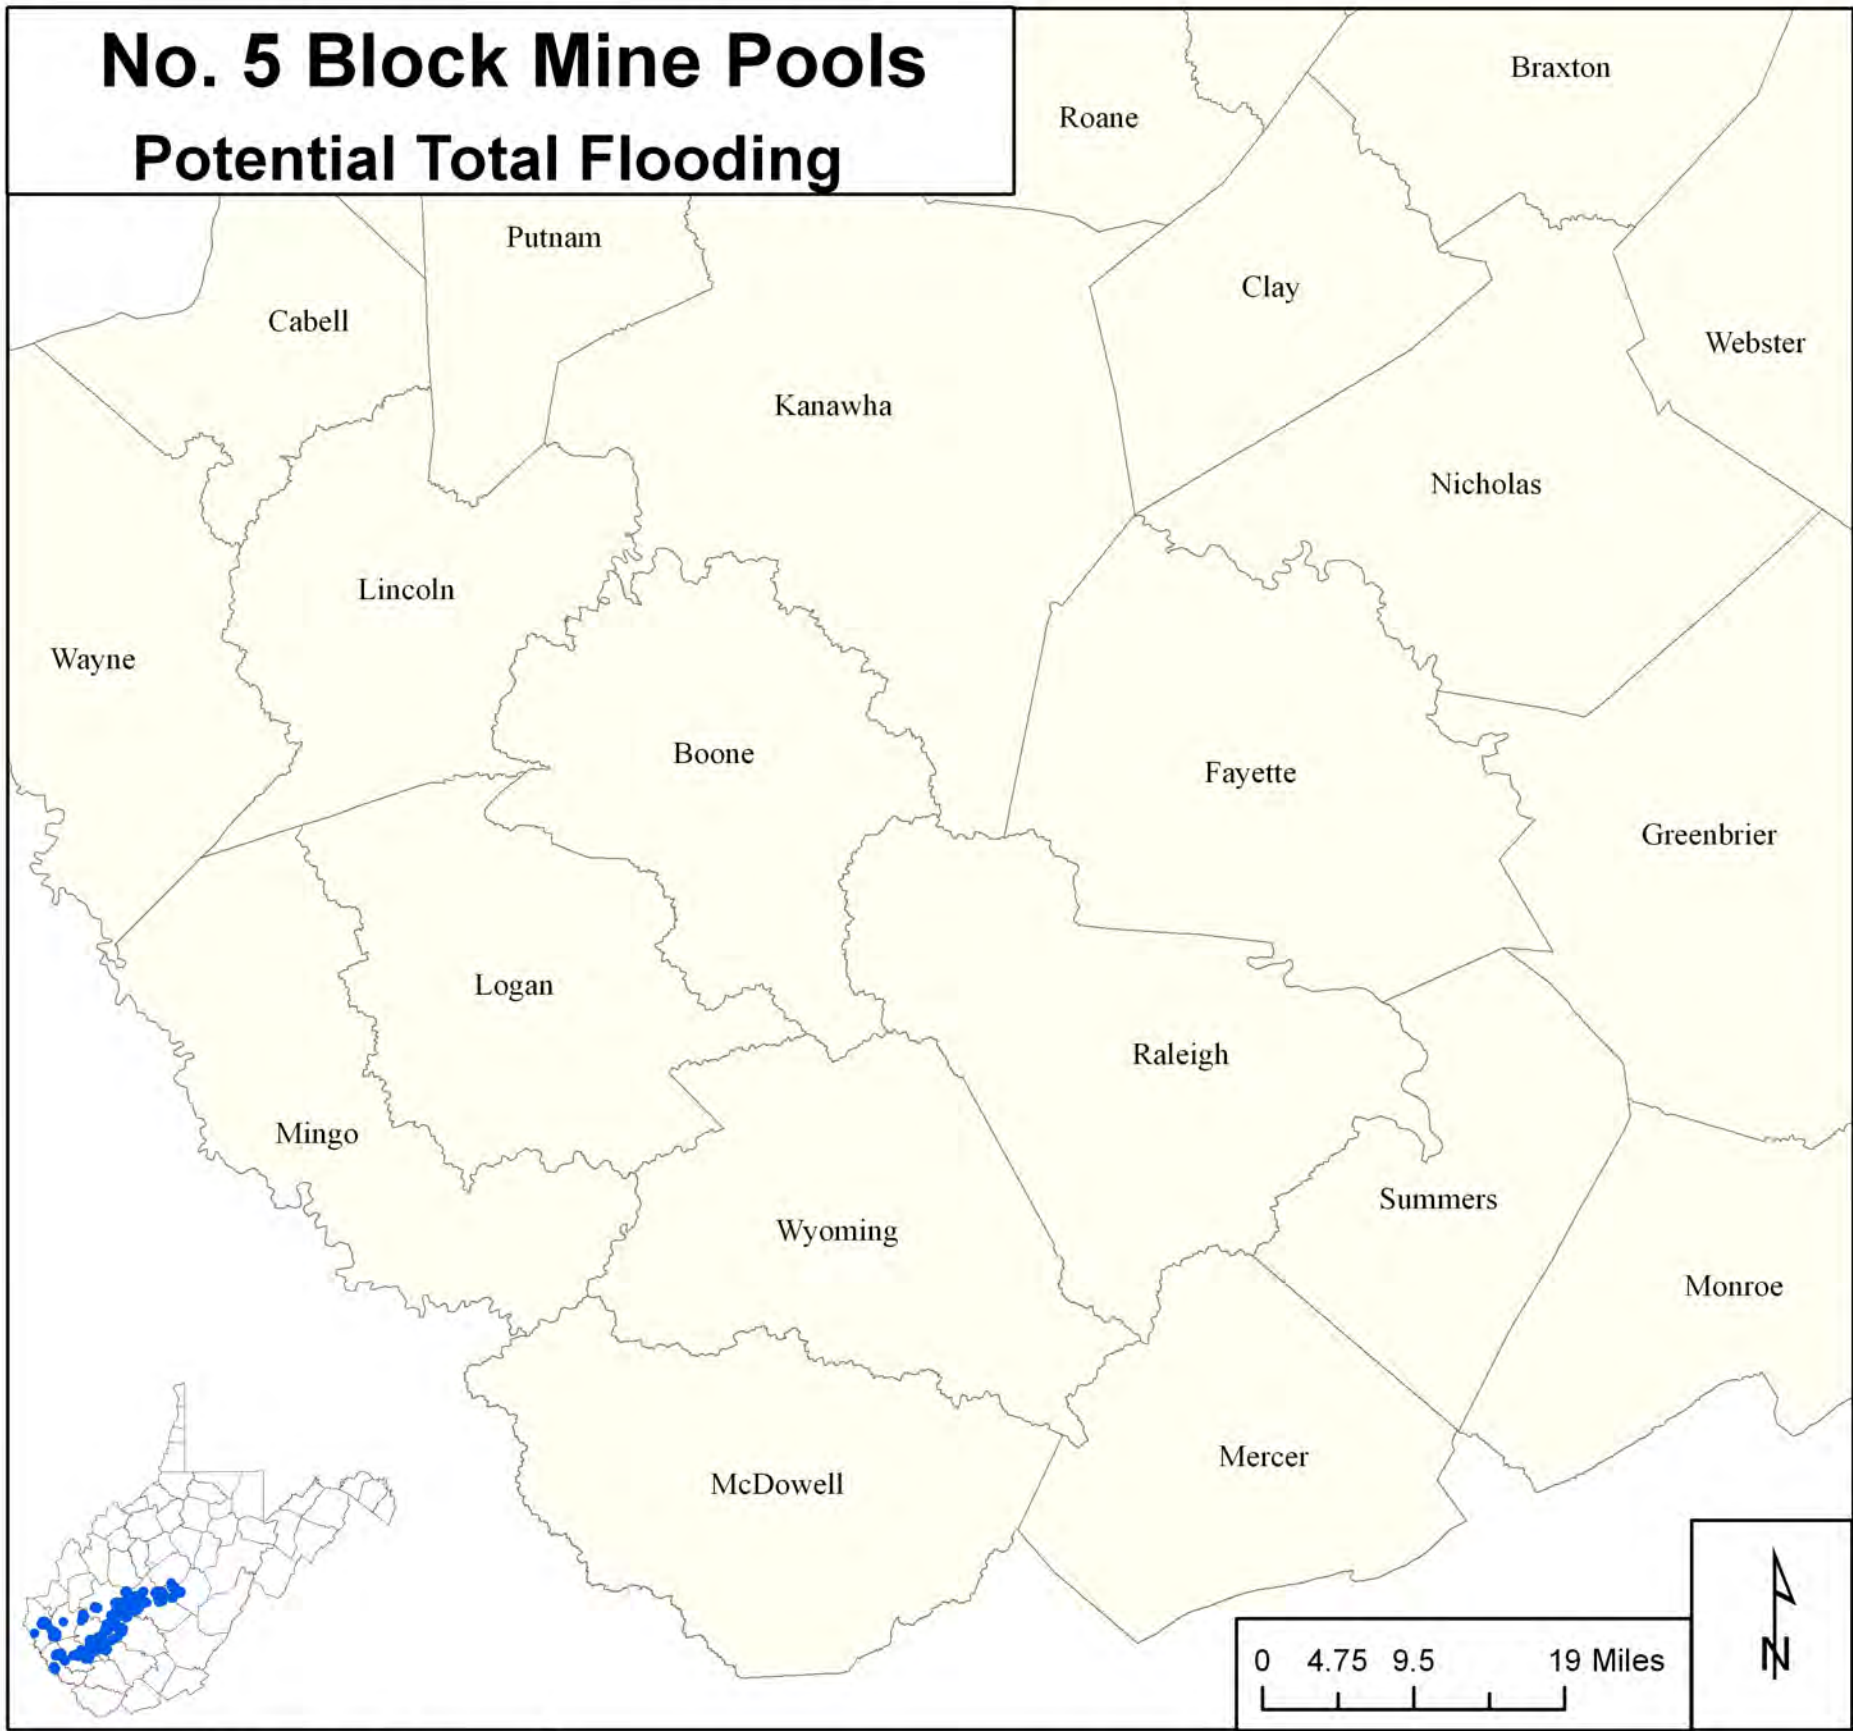 No. 5 Block Mine Pools
Potential Total Flooding
Braxton
Roane
Putnam
Clay
Cabell
Webster
Kanawha
Nicholas
Lincoln
Wayne
Boone
Fayette
Greenbrier
Logan
Raleigh
Mingo
Summers
Wyoming
Monroe
Mercer
McDowell
0 4.75 9.5 19 Miles
N